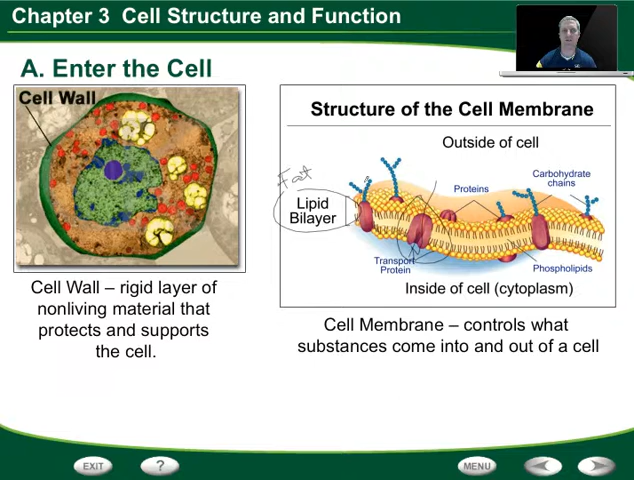 Chapter 3 Cell Structure and Function
A. Enter the Cell
Cell Wall
Cell Wall – rigid layer of
nonliving material that
protects and supports
the cell.
Structure of the Cell Membrane
Outside of cell
Fat
Lipid
Bilayer
Proteins
Carbohydrate
chains
Transport
Protein
Phospholipids
Inside of cell (cytoplasm)
Cell Membrane – controls what
substances come into and out of a cell
EXIT
?
MENU